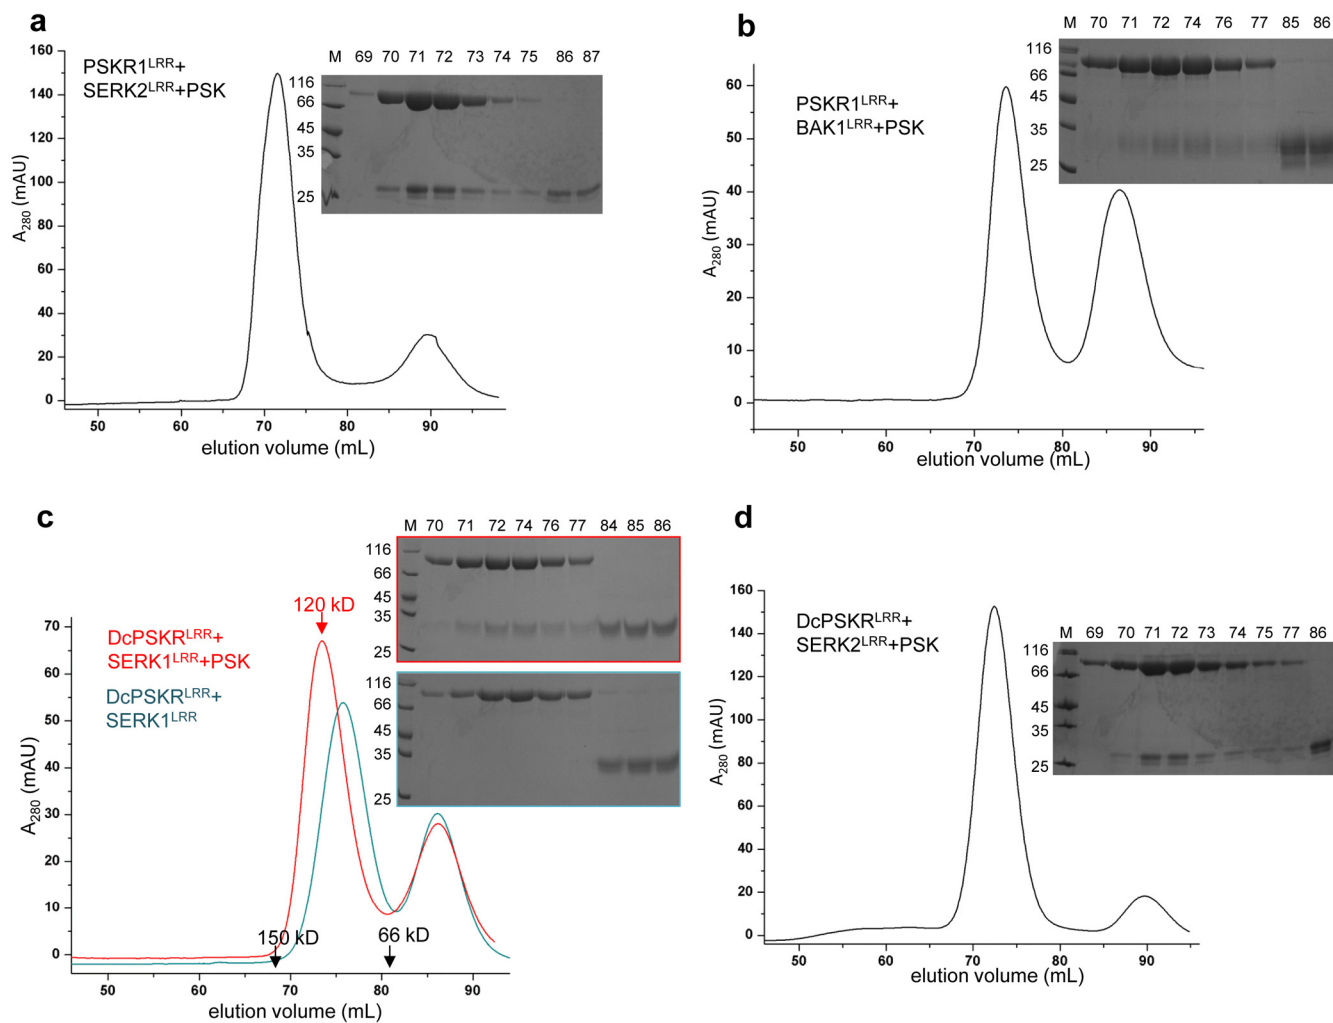 a
PSKR1LRR+
SERK2LRR+PSK
M 69 70 71 72 73 74 75 86 87
116
66
45
35
25
160
140
120
100
80
60
40
20
0
A280 (mAU)
50 60 70 80 90
elution volume (mL)
b
PSKR1LRR+
BAK1LRR+PSK
M 70 71 72 74 76 77 85 86
116
66
45
35
25
60
50
40
30
20
10
0
A280 (mAU)
50 60 70 80 90
elution volume (mL)
c
DcPSKRLRR+
SERK1LRR+PSK
DcPSKRLRR+
SERK1LRR
120 kD
150 kD
66 kD
M 70 71 72 74 76 77 84 85 86
116
66
45
35
25
116
66
45
35
25
70
60
50
40
30
20
10
0
A280 (mAU)
50 60 70 80 90
elution volume (mL)
d
DcPSKRLRR+
SERK2LRR+PSK
M 69 70 71 72 73 74 75 77 86
116
66
45
35
25
160
140
120
100
80
60
40
20
0
A280 (mAU)
50 60 70 80 90
elution volume (mL)